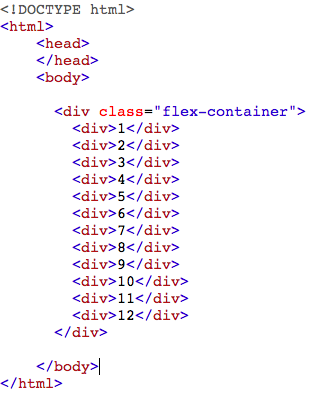 <!DOCTYPE html>
<html>
<head>
</head>
<body>
<div class="flex-container">
<div>1</div>
<div>2</div>
<div>3</div>
<div>4</div>
<div>5</div>
<div>6</div>
<div>7</div>
<div>8</div>
<div>9</div>
<div>10</div>
<div>11</div>
<div>12</div>
</div>
</body>
</html>